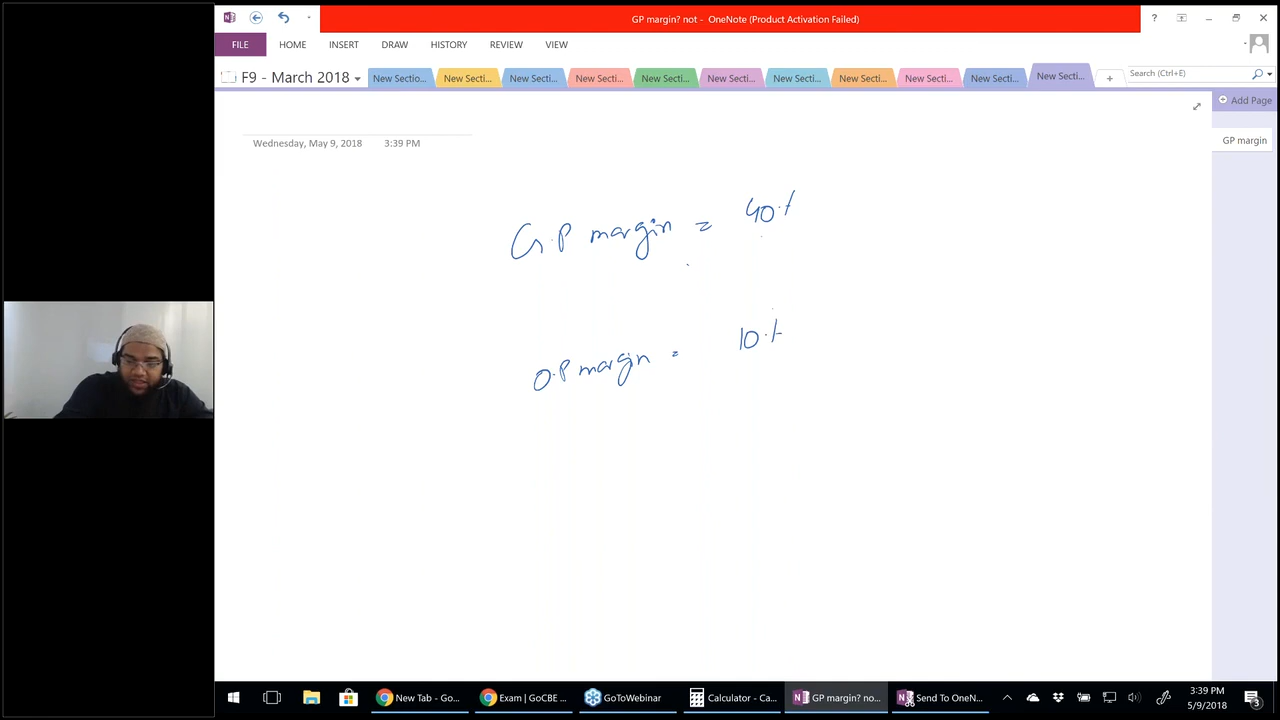 GP margin? not - OneNote (Product Activation Failed)
?
FILE HOME INSERT DRAW HISTORY REVIEW VIEW
F9 - March 2018
New Sectio... New Secti... New Secti... New Secti... New Secti... New Secti... New Secti... New Secti... New Secti... New Secti... New Secti...
Search (Ctrl+E)
Add Page
GP margin
Wednesday, May 9, 2018 3:39 PM
G.P margin = 40%
O.P margin = 10%
New Tab - Go... Exam | GoCBE ... GoToWebinar Calculator - Ca... GP margin? no... Send To OneN...
3:39 PM
5/9/2018
3